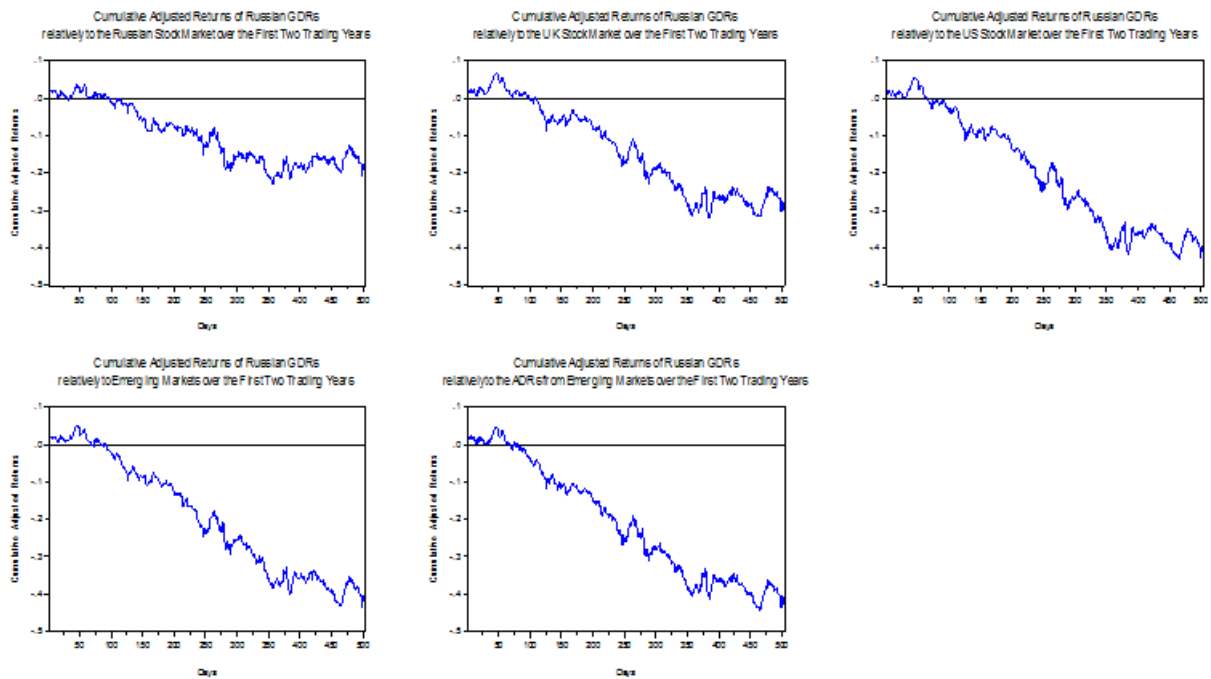 Cumulative Adjusted Returns of Russian GDRs
relatively to the Russian Stock Market over the First Two Trading Years
Cumulative Adjusted Returns
.1
.0
-.1
-.2
-.3
-.4
-.5
50 100 150 200 250 300 350 400 450 500
Days
Cumulative Adjusted Returns of Russian GDRs
relatively to the UK Stock Market over the First Two Trading Years
Cumulative Adjusted Returns
.1
.0
-.1
-.2
-.3
-.4
-.5
50 100 150 200 250 300 350 400 450 500
Days
Cumulative Adjusted Returns of Russian GDRs
relatively to the US Stock Market over the First Two Trading Years
Cumulative Adjusted Returns
.1
.0
-.1
-.2
-.3
-.4
-.5
50 100 150 200 250 300 350 400 450 500
Days
Cumulative Adjusted Returns of Russian GDRs
relatively to Emerging Markets over the First Two Trading Years
Cumulative Adjusted Returns
.1
.0
-.1
-.2
-.3
-.4
-.5
50 100 150 200 250 300 350 400 450 500
Days
Cumulative Adjusted Returns of Russian GDRs
relatively to the ADRs from Emerging Markets over the First Two Trading Years
Cumulative Adjusted Returns
.1
.0
-.1
-.2
-.3
-.4
-.5
50 100 150 200 250 300 350 400 450 500
Days